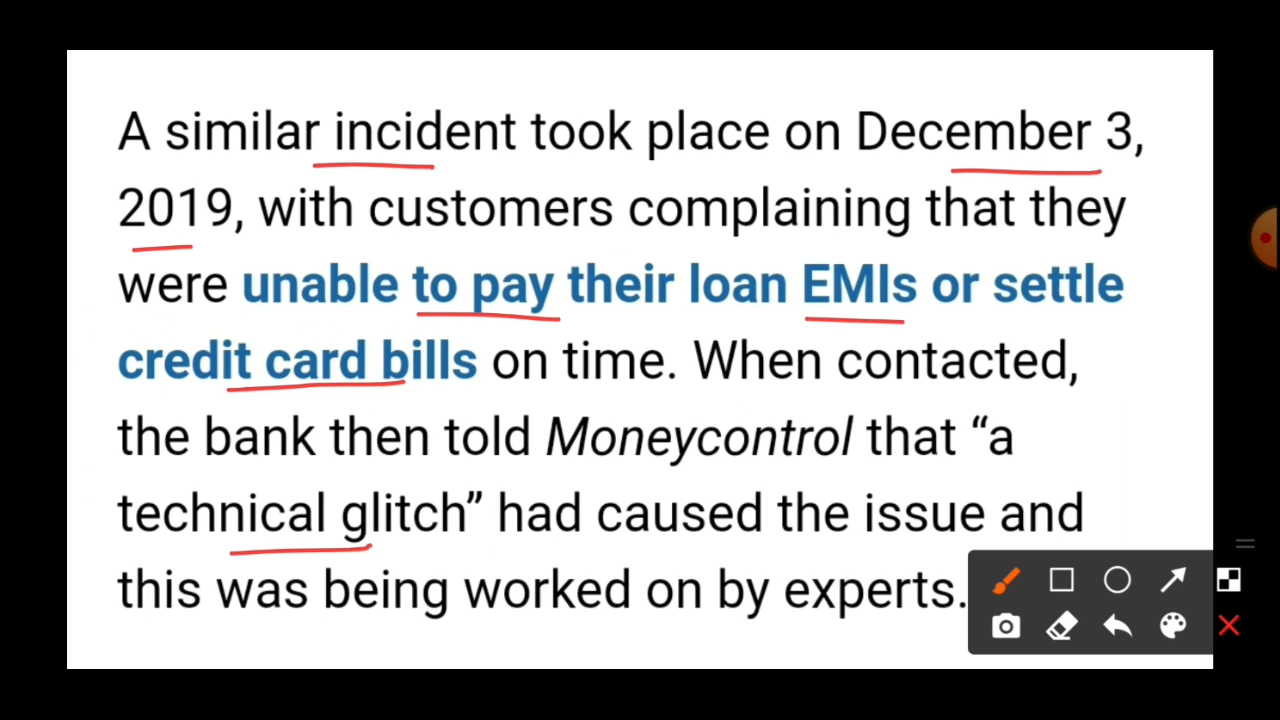 A similar incident took place on December 3,
2019, with customers complaining that they
were unable to pay their loan EMIs or settle
credit card bills on time. When contacted,
the bank then told Moneycontrol that “a
technical glitch” had caused the issue and
this was being worked on by experts.